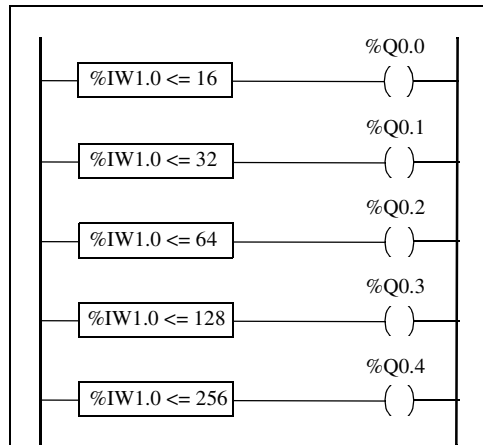 %Q0.0
%IW1.0 <= 16
( )
%Q0.1
%IW1.0 <= 32
( )
%Q0.2
%IW1.0 <= 64
( )
%Q0.3
%IW1.0 <= 128
( )
%Q0.4
%IW1.0 <= 256
( )